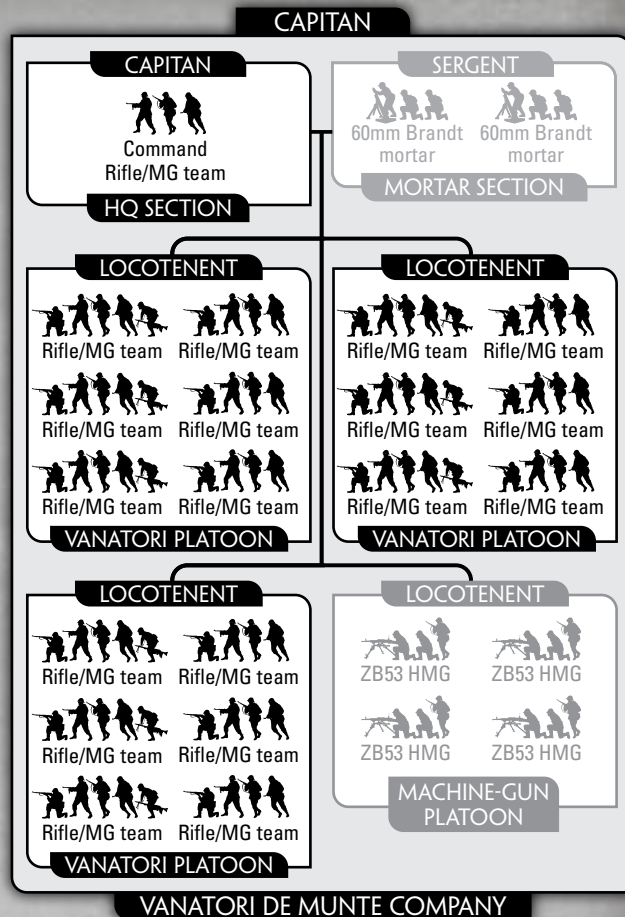 CAPITAN
CAPITAN
Command
Rifle/MG team
HQ SECTION
SERGENT
60mm Brandt 60mm Brandt
mortar mortar
MORTAR SECTION
LOCOTENENT
Rifle/MG team Rifle/MG team
Rifle/MG team Rifle/MG team
Rifle/MG team Rifle/MG team
VANATORI PLATOON
LOCOTENENT
Rifle/MG team Rifle/MG team
Rifle/MG team Rifle/MG team
Rifle/MG team Rifle/MG team
VANATORI PLATOON
LOCOTENENT
Rifle/MG team Rifle/MG team
Rifle/MG team Rifle/MG team
Rifle/MG team Rifle/MG team
VANATORI PLATOON
LOCOTENENT
ZB53 HMG ZB53 HMG
ZB53 HMG ZB53 HMG
MACHINE-GUN
PLATOON
VANATORI DE MUNTE COMPANY